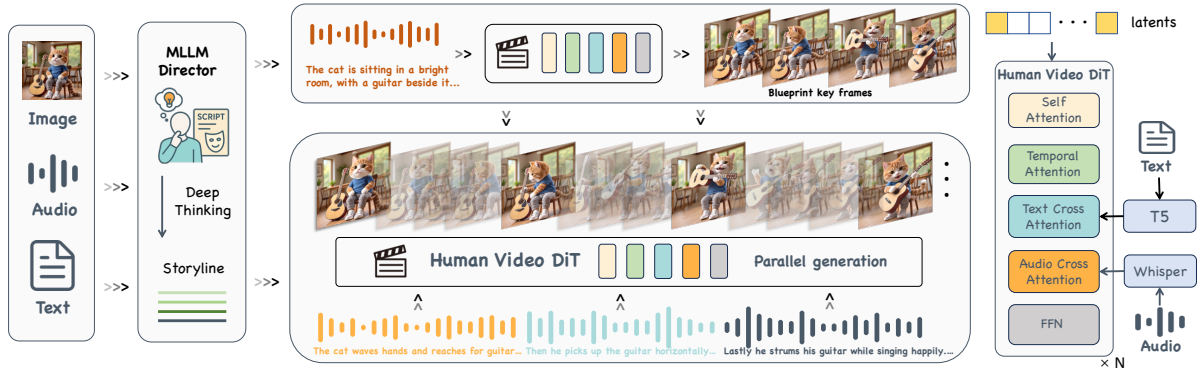 Image
Audio
Text
MLLM
Director
SCRIPT
Deep
Thinking
Storyline
The cat is sitting in a bright
room, with a guitar beside it...
Blueprint key frames
Human Video DiT
Parallel generation
The cat waves hands and reaches for guitar...
Then he picks up the guitar horizontally...
Lastly he strums his guitar while singing happily....
latents
Human Video DiT
Self
Attention
Temporal
Attention
Text Cross
Attention
Audio Cross
Attention
FFN
× N
Text
T5
Whisper
Audio